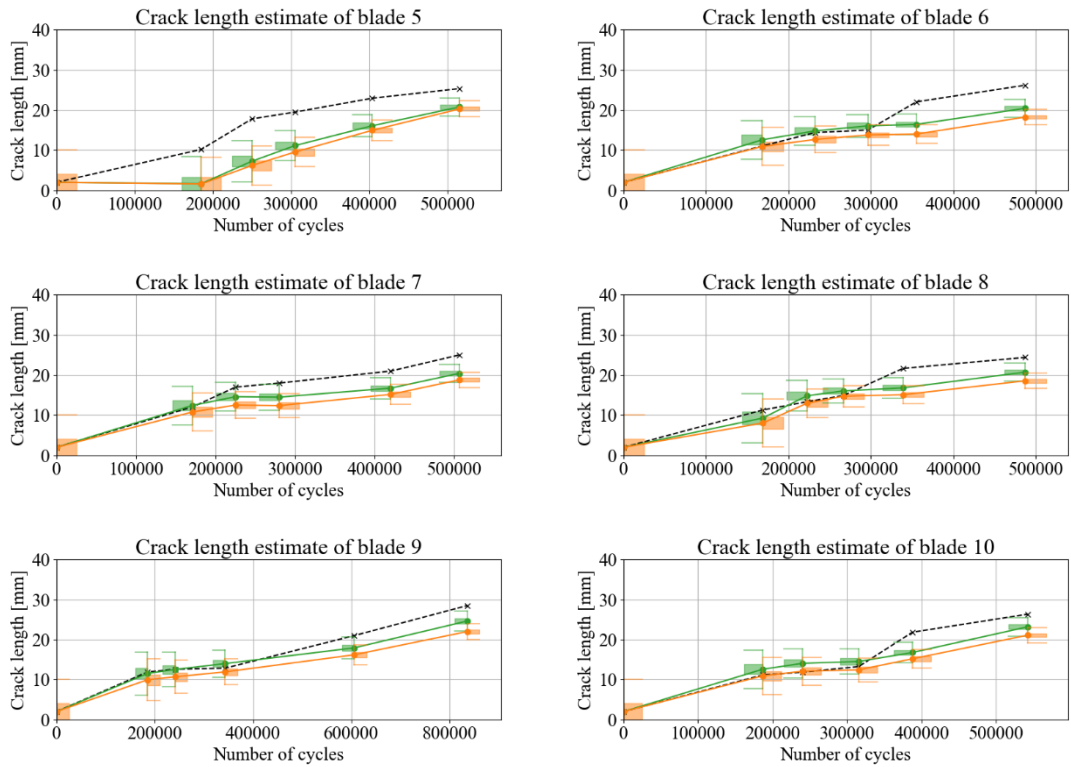 Crack length estimate of blade 5
Crack length [mm]
40
30
20
10
0
0 100000 200000 300000 400000 500000
Number of cycles
Crack length estimate of blade 6
Crack length [mm]
40
30
20
10
0
0 100000 200000 300000 400000 500000
Number of cycles
Crack length estimate of blade 7
Crack length [mm]
40
30
20
10
0
0 100000 200000 300000 400000 500000
Number of cycles
Crack length estimate of blade 8
Crack length [mm]
40
30
20
10
0
0 100000 200000 300000 400000 500000
Number of cycles
Crack length estimate of blade 9
Crack length [mm]
40
30
20
10
0
0 200000 400000 600000 800000
Number of cycles
Crack length estimate of blade 10
Crack length [mm]
40
30
20
10
0
0 100000 200000 300000 400000 500000
Number of cycles